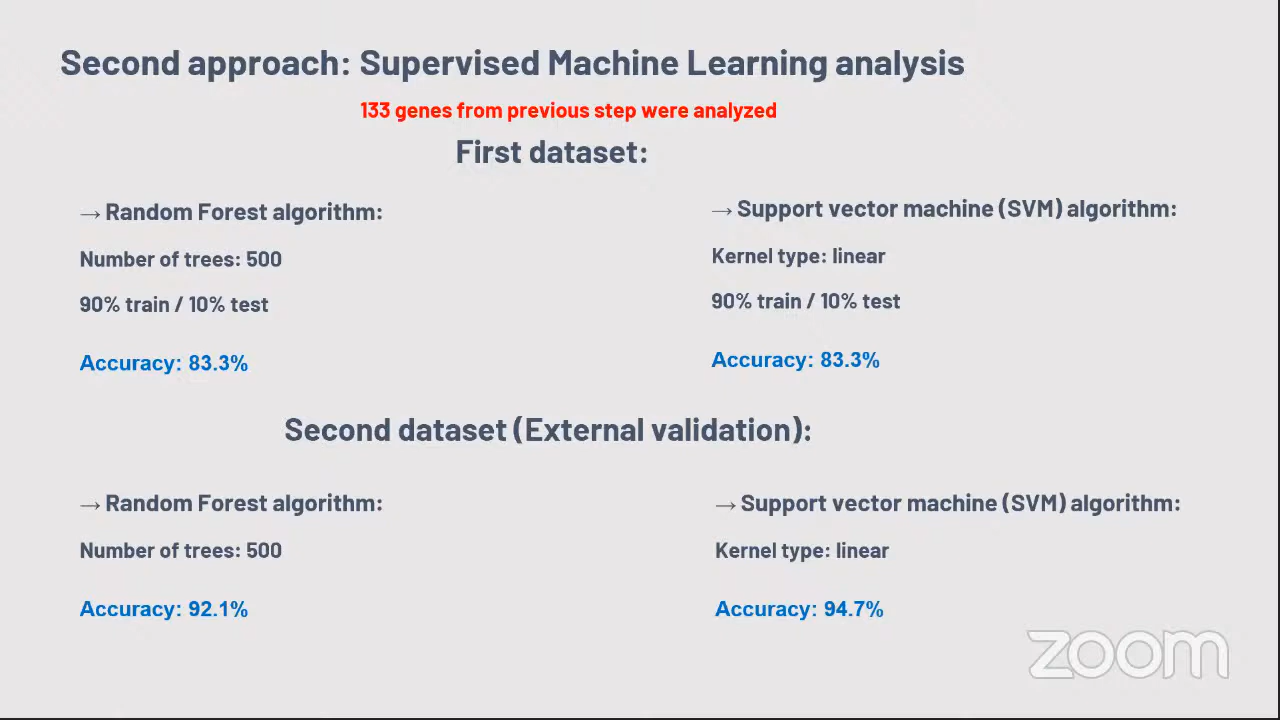 Second approach: Supervised Machine Learning analysis
133 genes from previous step were analyzed
First dataset:
→ Random Forest algorithm:
Number of trees: 500
90% train / 10% test
Accuracy: 83.3%
→ Support vector machine (SVM) algorithm:
Kernel type: linear
90% train / 10% test
Accuracy: 83.3%
Second dataset (External validation):
→ Random Forest algorithm:
Number of trees: 500
Accuracy: 92.1%
→ Support vector machine (SVM) algorithm:
Kernel type: linear
Accuracy: 94.7%
zoom